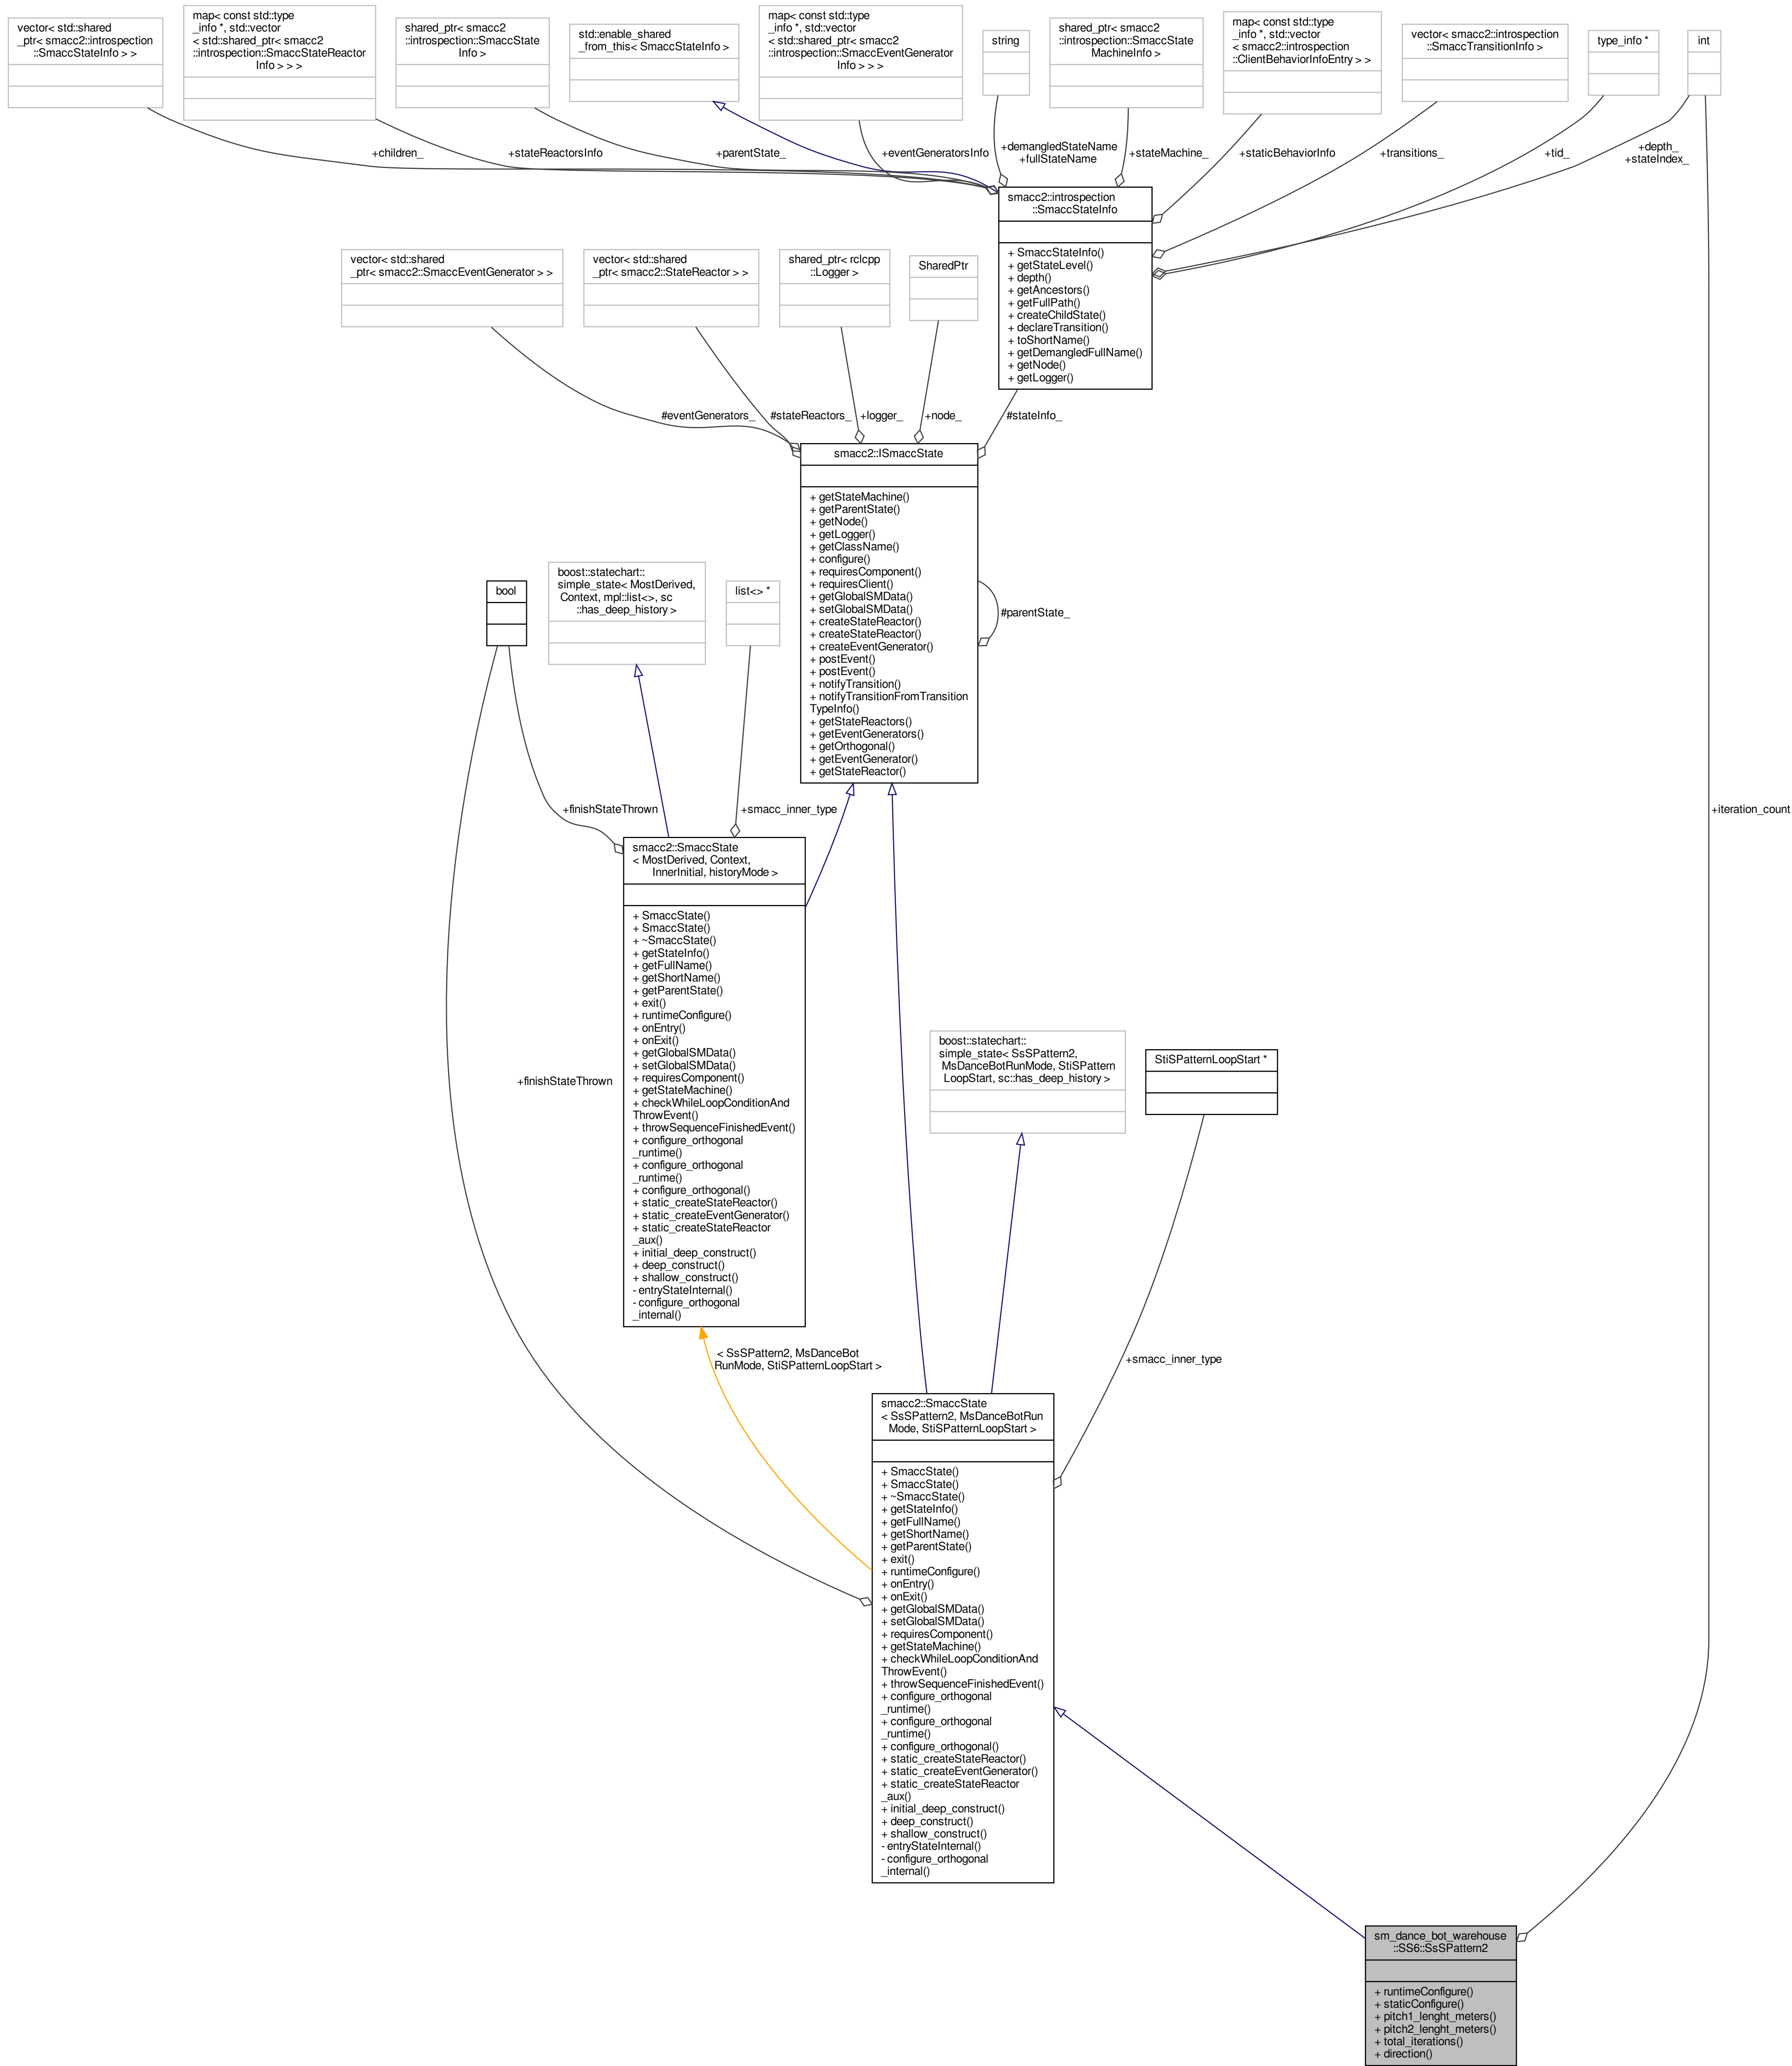 vector< std::shared
_ptr< smacc2::introspection
::SmaccStateInfo > >
map< const std::type
_info *, std::vector
< std::shared_ptr< smacc2
::introspection::SmaccStateReactor
Info > > >
shared_ptr< smacc2
::introspection::SmaccState
Info >
std::enable_shared
_from_this< SmaccStateInfo >
map< const std::type
_info *, std::vector
< std::shared_ptr< smacc2
::introspection::SmaccEventGenerator
Info > > >
string
shared_ptr< smacc2
::introspection::SmaccState
MachineInfo >
map< const std::type
_info *, std::vector
< smacc2::introspection
::ClientBehaviorInfoEntry > >
vector< smacc2::introspection
::SmaccTransitionInfo >
type_info *
int
+children_
+stateReactorsInfo
+parentState_
+eventGeneratorsInfo
+demangledStateName
+fullStateName
+stateMachine_
+staticBehaviorInfo
+transitions_
+tid_
+depth_
+stateIndex_
smacc2::introspection
::SmaccStateInfo
+ SmaccStateInfo()
+ getStateLevel()
+ depth()
+ getAncestors()
+ getFullPath()
+ createChildState()
+ declareTransition()
+ toShortName()
+ getDemangledFullName()
+ getNode()
+ getLogger()
vector< std::shared
_ptr< smacc2::SmaccEventGenerator > >
vector< std::shared
_ptr< smacc2::StateReactor > >
shared_ptr< rclcpp
::Logger >
SharedPtr
#eventGenerators_
#stateReactors_
+logger_
+node_
#stateInfo_
smacc2::ISmaccState
+ getStateMachine()
+ getParentState()
+ getNode()
+ getLogger()
+ getClassName()
+ configure()
+ requiresComponent()
+ requiresClient()
+ getGlobalSMData()
+ setGlobalSMData()
+ createStateReactor()
+ createStateReactor()
+ createEventGenerator()
+ postEvent()
+ postEvent()
+ notifyTransition()
+ notifyTransitionFromTransition
TypeInfo()
+ getStateReactors()
+ getEventGenerators()
+ getOrthogonal()
+ getEventGenerator()
+ getStateReactor()
#parentState_
bool
boost::statechart::
simple_state< MostDerived,
Context, mpl::list<>, sc
::has_deep_history >
list<> *
+finishStateThrown
+smacc_inner_type
+iteration_count
smacc2::SmaccState
< MostDerived, Context,
InnerInitial, historyMode >
+ SmaccState()
+ SmaccState()
+ ~SmaccState()
+ getStateInfo()
+ getFullName()
+ getShortName()
+ getParentState()
+ exit()
+ runtimeConfigure()
+ onEntry()
+ onExit()
+ getGlobalSMData()
+ setGlobalSMData()
+ requiresComponent()
+ getStateMachine()
+ checkWhileLoopConditionAnd
ThrowEvent()
+ throwSequenceFinishedEvent()
+ configure_orthogonal
_runtime()
+ configure_orthogonal
_runtime()
+ configure_orthogonal()
+ static_createStateReactor()
+ static_createEventGenerator()
+ static_createStateReactor
_aux()
+ initial_deep_construct()
+ deep_construct()
+ shallow_construct()
- entryStateInternal()
- configure_orthogonal
_internal()
+finishStateThrown
boost::statechart::
simple_state< SsSPattern2,
MsDanceBotRunMode, StiSPattern
LoopStart, sc::has_deep_history >
StiSPatternLoopStart *
< SsSPattern2, MsDanceBot
RunMode, StiSPatternLoopStart >
+smacc_inner_type
smacc2::SmaccState
< SsSPattern2, MsDanceBotRun
Mode, StiSPatternLoopStart >
+ SmaccState()
+ SmaccState()
+ ~SmaccState()
+ getStateInfo()
+ getFullName()
+ getShortName()
+ getParentState()
+ exit()
+ runtimeConfigure()
+ onEntry()
+ onExit()
+ getGlobalSMData()
+ setGlobalSMData()
+ requiresComponent()
+ getStateMachine()
+ checkWhileLoopConditionAnd
ThrowEvent()
+ throwSequenceFinishedEvent()
+ configure_orthogonal
_runtime()
+ configure_orthogonal
_runtime()
+ configure_orthogonal()
+ static_createStateReactor()
+ static_createEventGenerator()
+ static_createStateReactor
_aux()
+ initial_deep_construct()
+ deep_construct()
+ shallow_construct()
- entryStateInternal()
- configure_orthogonal
_internal()
sm_dance_bot_warehouse
::SS6::SsSPattern2
+ runtimeConfigure()
+ staticConfigure()
+ pitch1_lenght_meters()
+ pitch2_lenght_meters()
+ total_iterations()
+ direction()